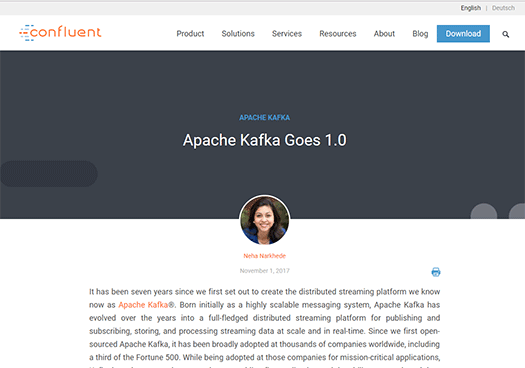 English | Deutsch
confluent
Product Solutions Services Resources About Blog Download
APACHE KAFKA
Apache Kafka Goes 1.0
Neha Narkhede
November 1, 2017
It has been seven years since we first set out to create the distributed streaming platform we know
now as Apache Kafka®. Born initially as a highly scalable messaging system, Apache Kafka has
evolved over the years into a full-fledged distributed streaming platform for publishing and
subscribing, storing, and processing streaming data at scale and in real-time. Since we first open-
sourced Apache Kafka, it has been broadly adopted at thousands of companies worldwide, including
a third of the Fortune 500. While being adopted at those companies for mission-critical applications,